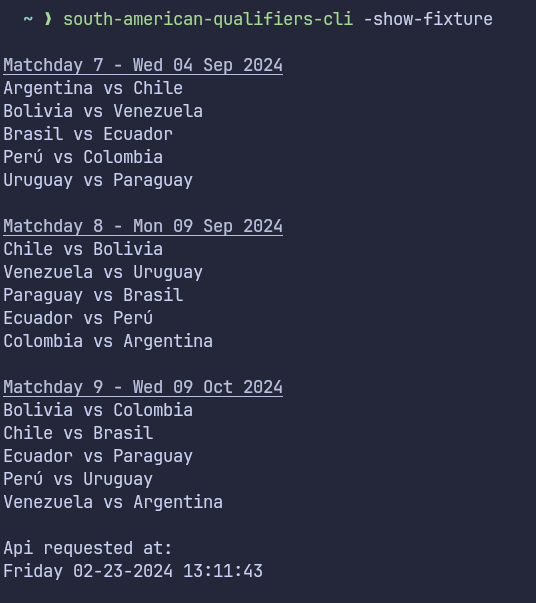 ~ ❯ south-american-qualifiers-cli -show-fixture
Matchday 7 - Wed 04 Sep 2024
Argentina vs Chile
Bolivia vs Venezuela
Brasil vs Ecuador
Perú vs Colombia
Uruguay vs Paraguay
Matchday 8 - Mon 09 Sep 2024
Chile vs Bolivia
Venezuela vs Uruguay
Paraguay vs Brasil
Ecuador vs Perú
Colombia vs Argentina
Matchday 9 - Wed 09 Oct 2024
Bolivia vs Colombia
Chile vs Brasil
Ecuador vs Paraguay
Perú vs Uruguay
Venezuela vs Argentina
Api requested at:
Friday 02-23-2024 13:11:43